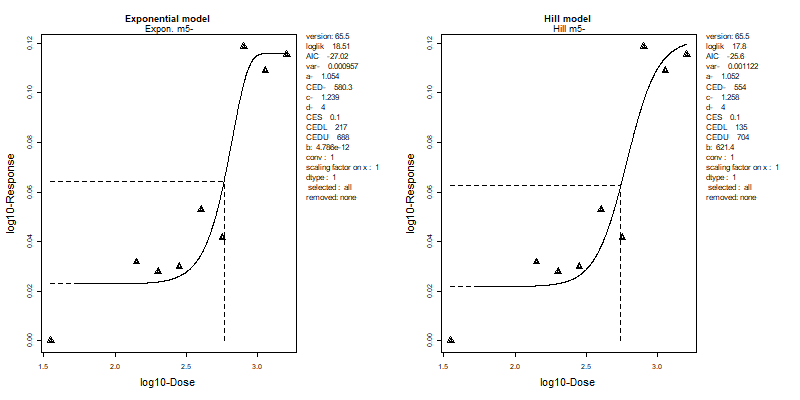 Exponential model
Expon. m5-
version: 65.5
loglik 18.51
AIC -27.02
var- 0.000957
a- 1.054
CED- 580.3
c- 1.239
d- 4
CES 0.1
CEDL 217
CEDU 688
b: 4.786e-12
conv : 1
scaling factor on x : 1
dtype : 1
selected : all
removed: none
log10-Response
0.12
0.10
0.08
0.06
0.04
0.02
0.00
1.5 2.0 2.5 3.0
log10-Dose
Hill model
Hill m5-
version: 65.5
loglik 17.8
AIC -25.6
var- 0.001122
a- 1.052
CED- 554
c- 1.258
d- 4
CES 0.1
CEDL 135
CEDU 704
b: 621.4
conv : 1
scaling factor on x : 1
dtype : 1
selected : all
removed: none
log10-Response
0.12
0.10
0.08
0.06
0.04
0.02
0.00
1.5 2.0 2.5 3.0
log10-Dose